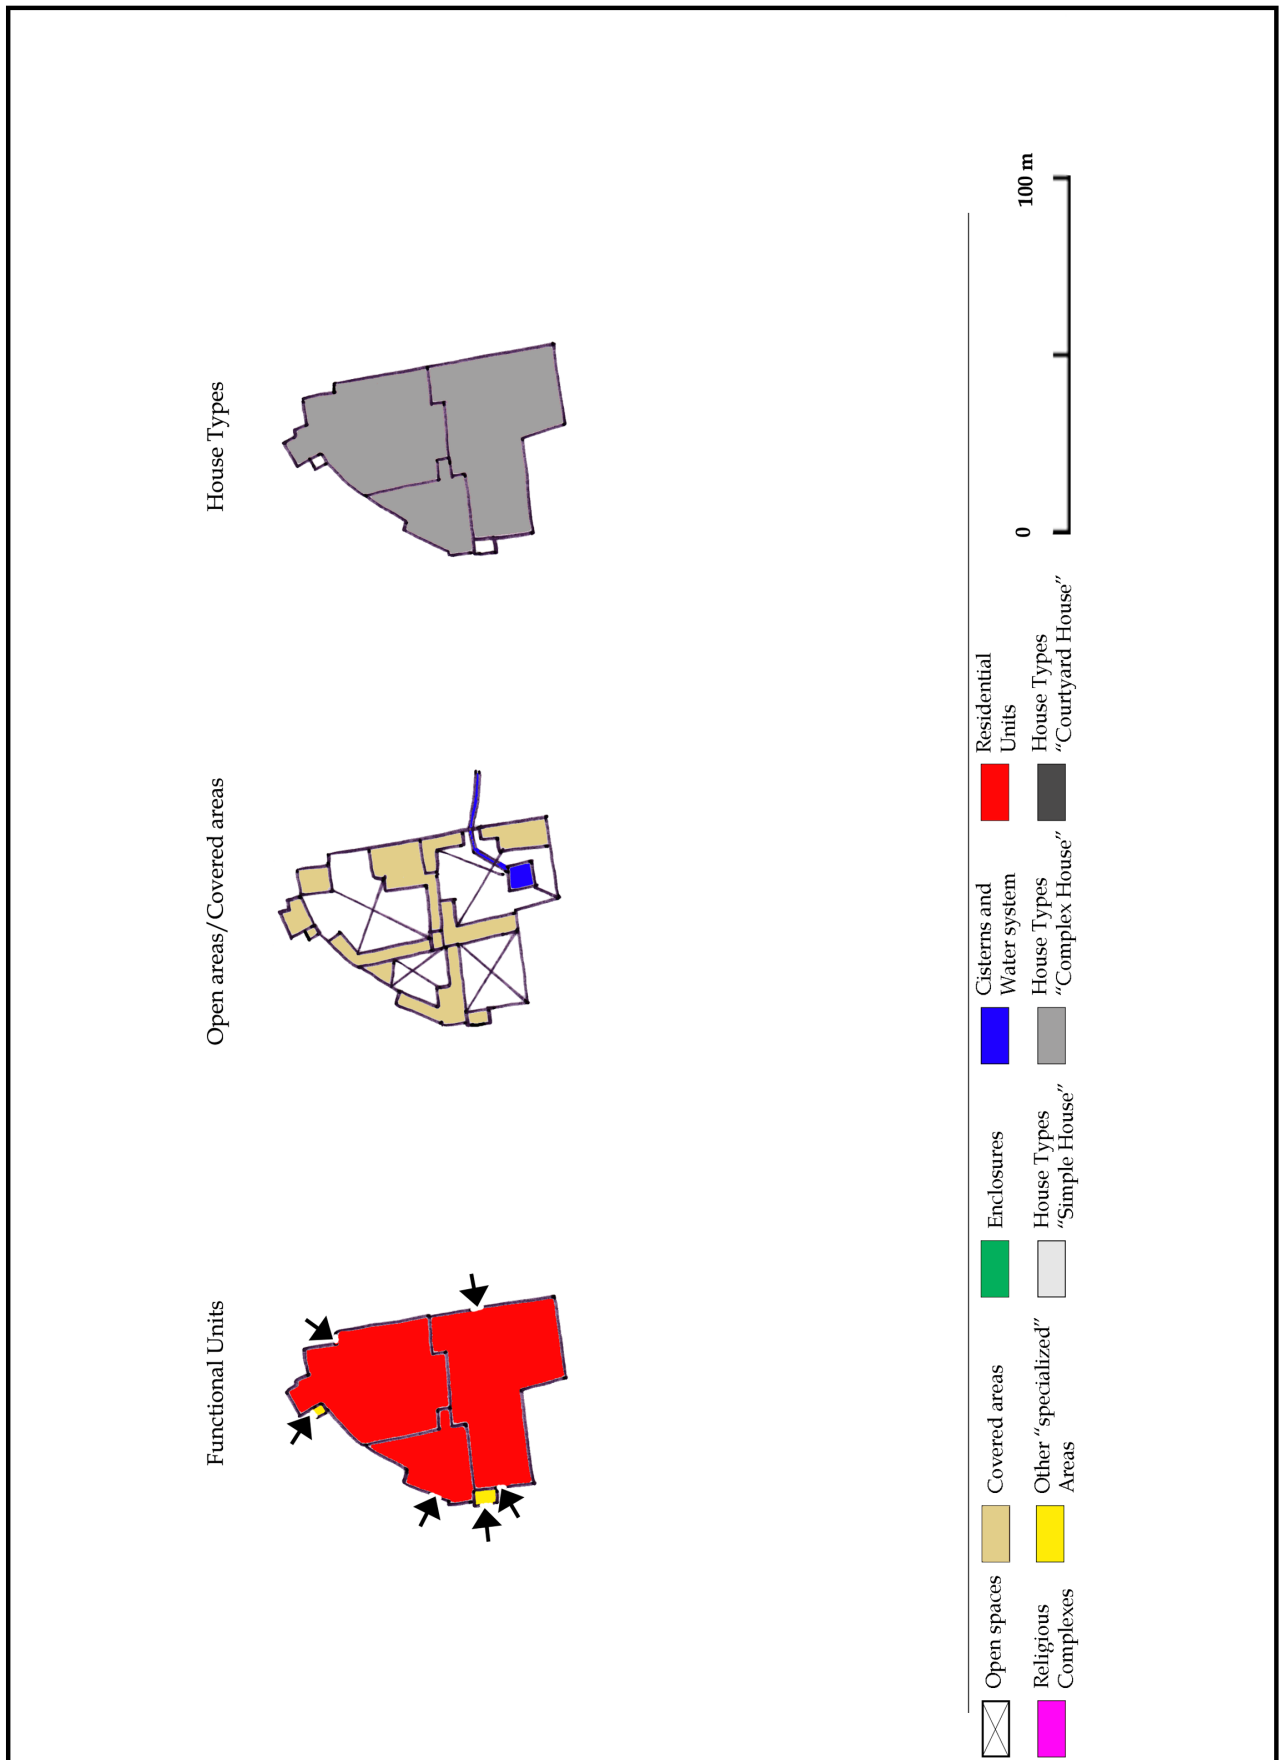 Functional Units
Open areas/Covered areas
House Types
Open spaces
Covered areas
Enclosures
Cisterns and
Water system
Residential
Units
Religious
Complexes
Other “specialized”
Areas
House Types
“Simple House”
House Types
“Complex House”
House Types
“Courtyard House”
0
100 m